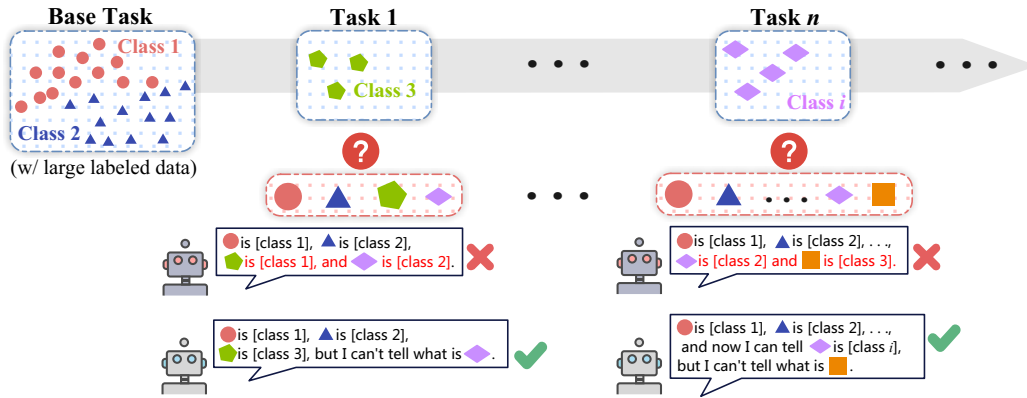 Base Task
Task 1
Task n
Class 1
Class 2
Class 3
Class i
(w/ large labeled data)
?
?
is [class 1], is [class 2],
is [class 1], and is [class 2].
is [class 1], is [class 2], . . .,
is [class 2] and is [class 3].
is [class 1], is [class 2],
is [class 3], but I can't tell what is .
is [class 1], is [class 2], . . .,
and now I can tell is [class i],
but I can't tell what is .